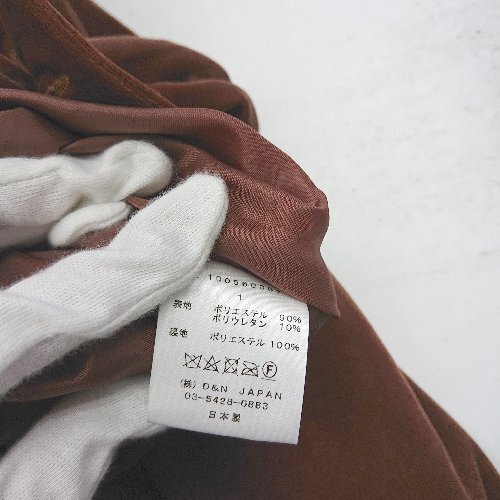 1
表地 ポリエステル 90%
ポリウレタン 10%
裏地 ポリエステル 100%
F
(株) D&N JAPAN
03-5428-6883
日本製